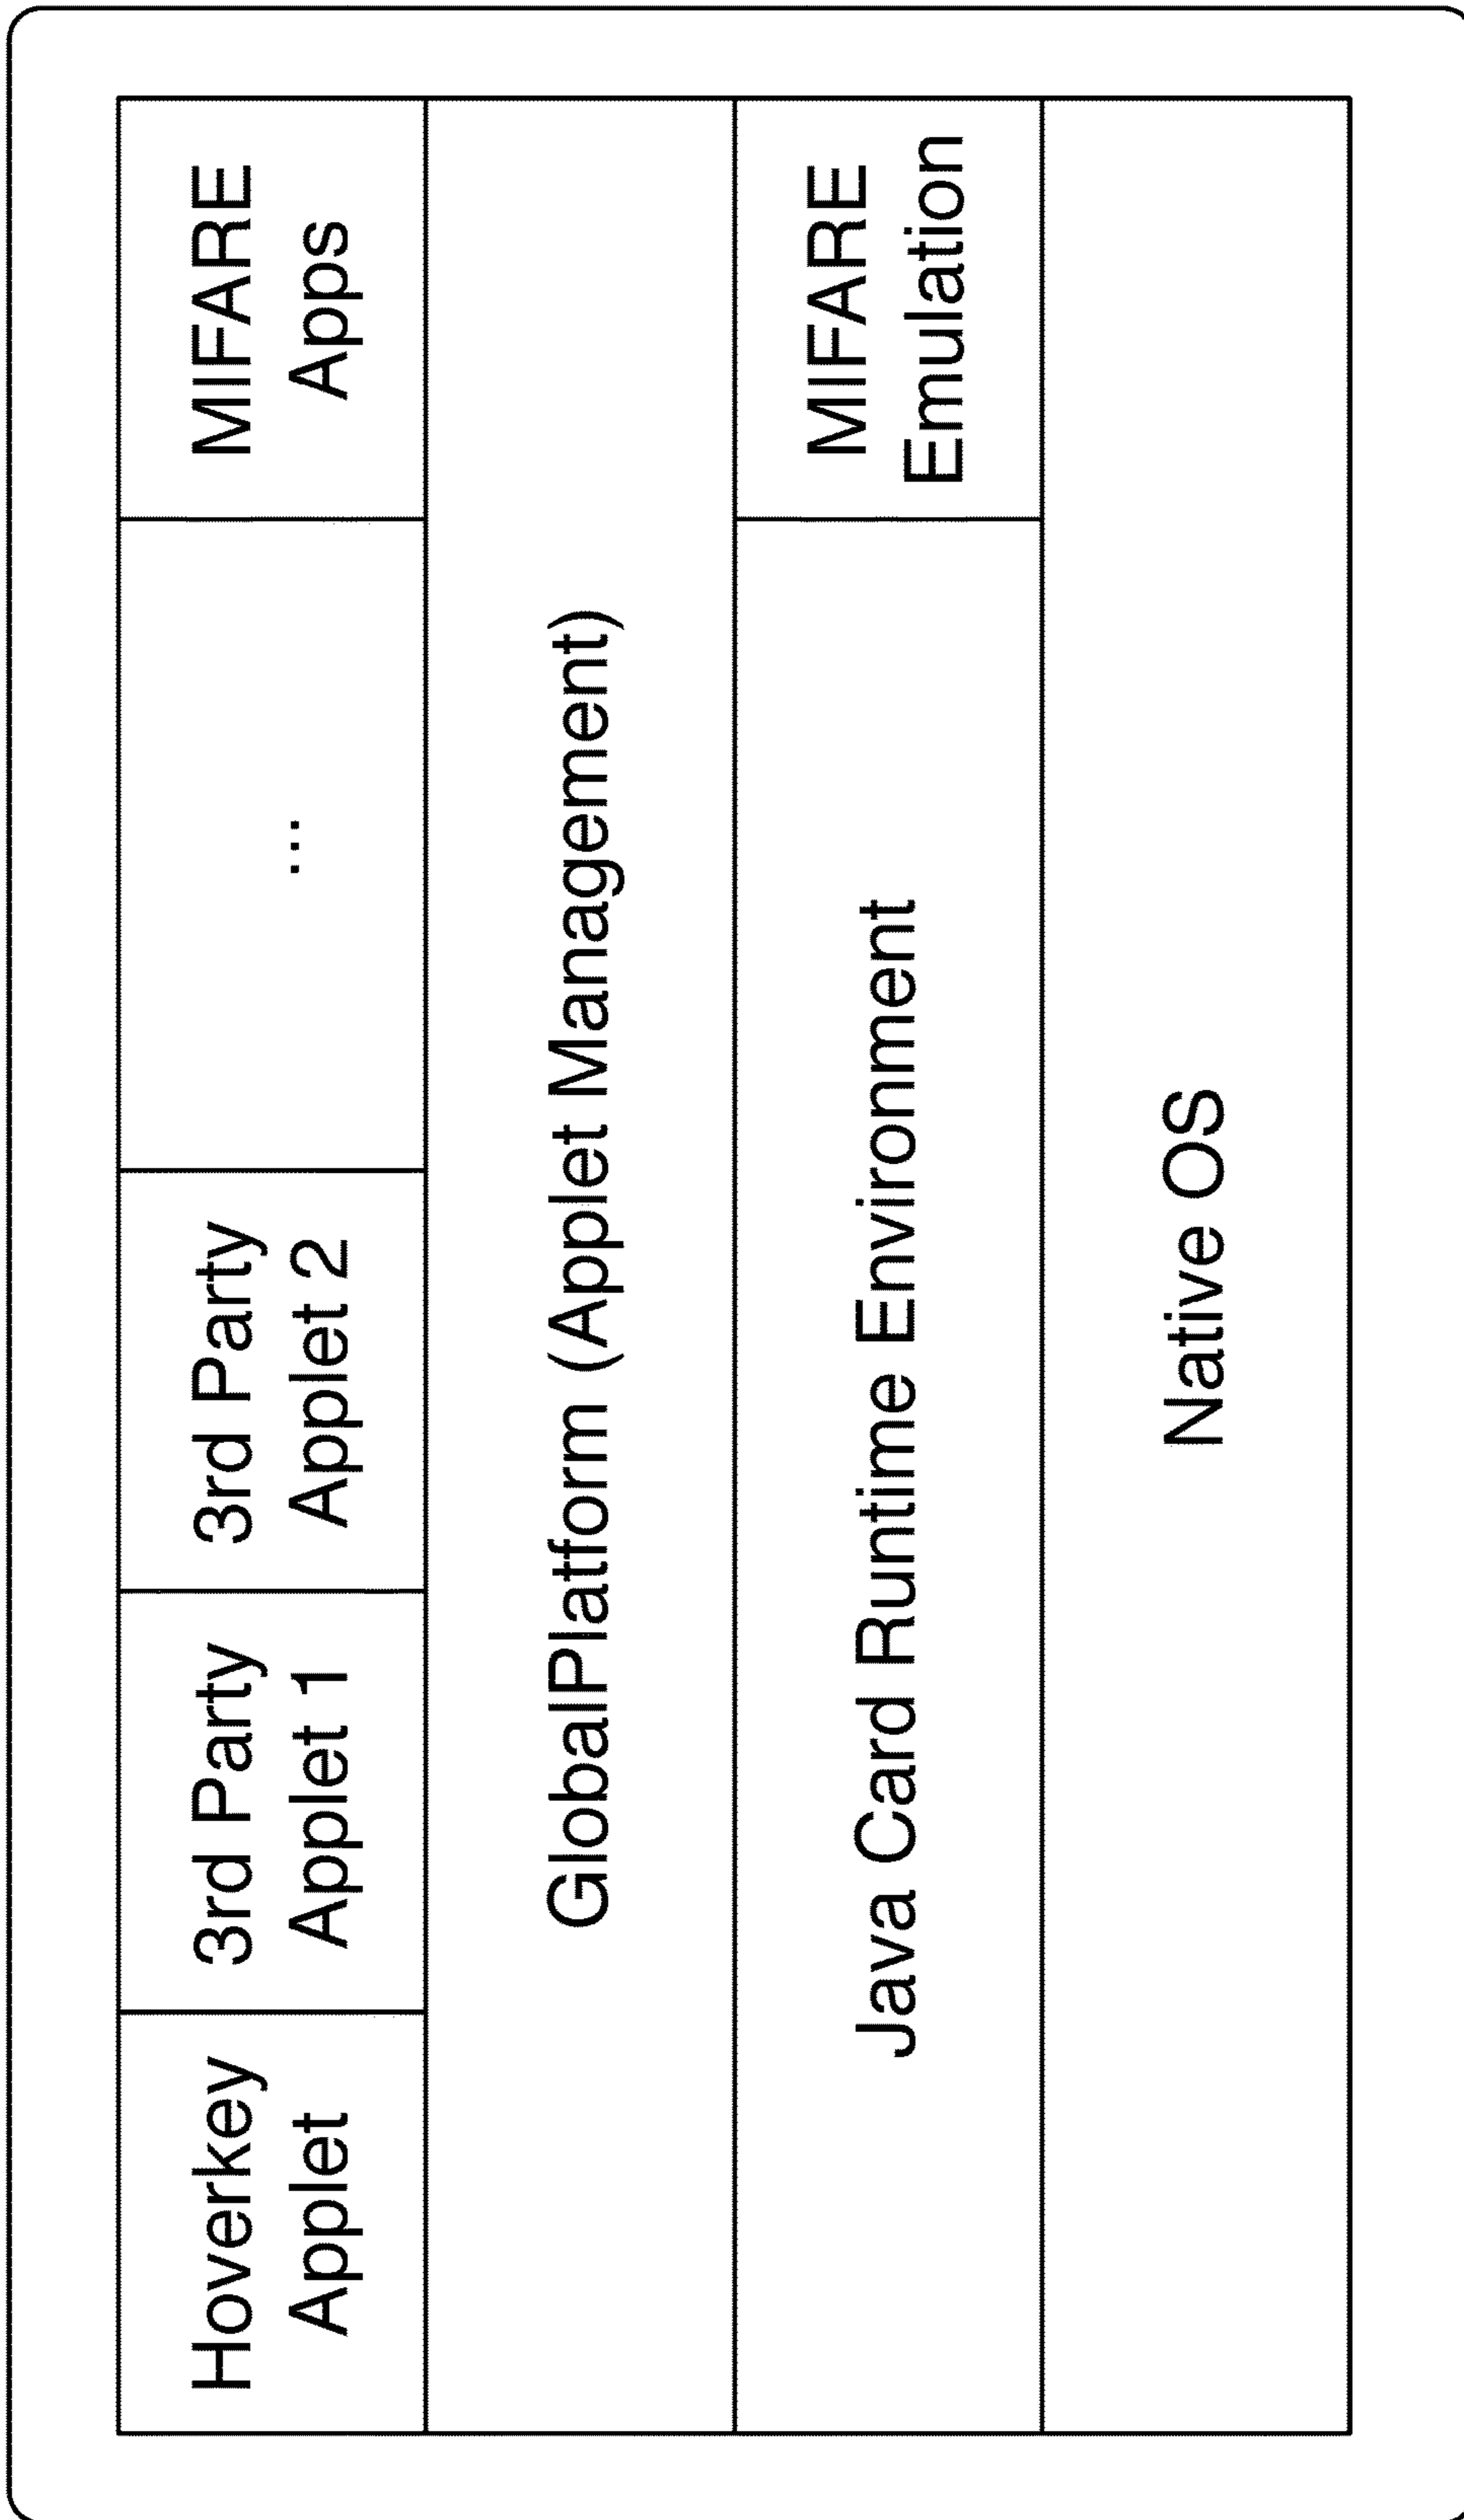 Hoverkey
Applet
3rd Party
Applet 1
3rd Party
Applet 2
...
MIFARE
Apps
GlobalPlatform (Applet Management)
Java Card Runtime Environment
MIFARE
Emulation
Native OS